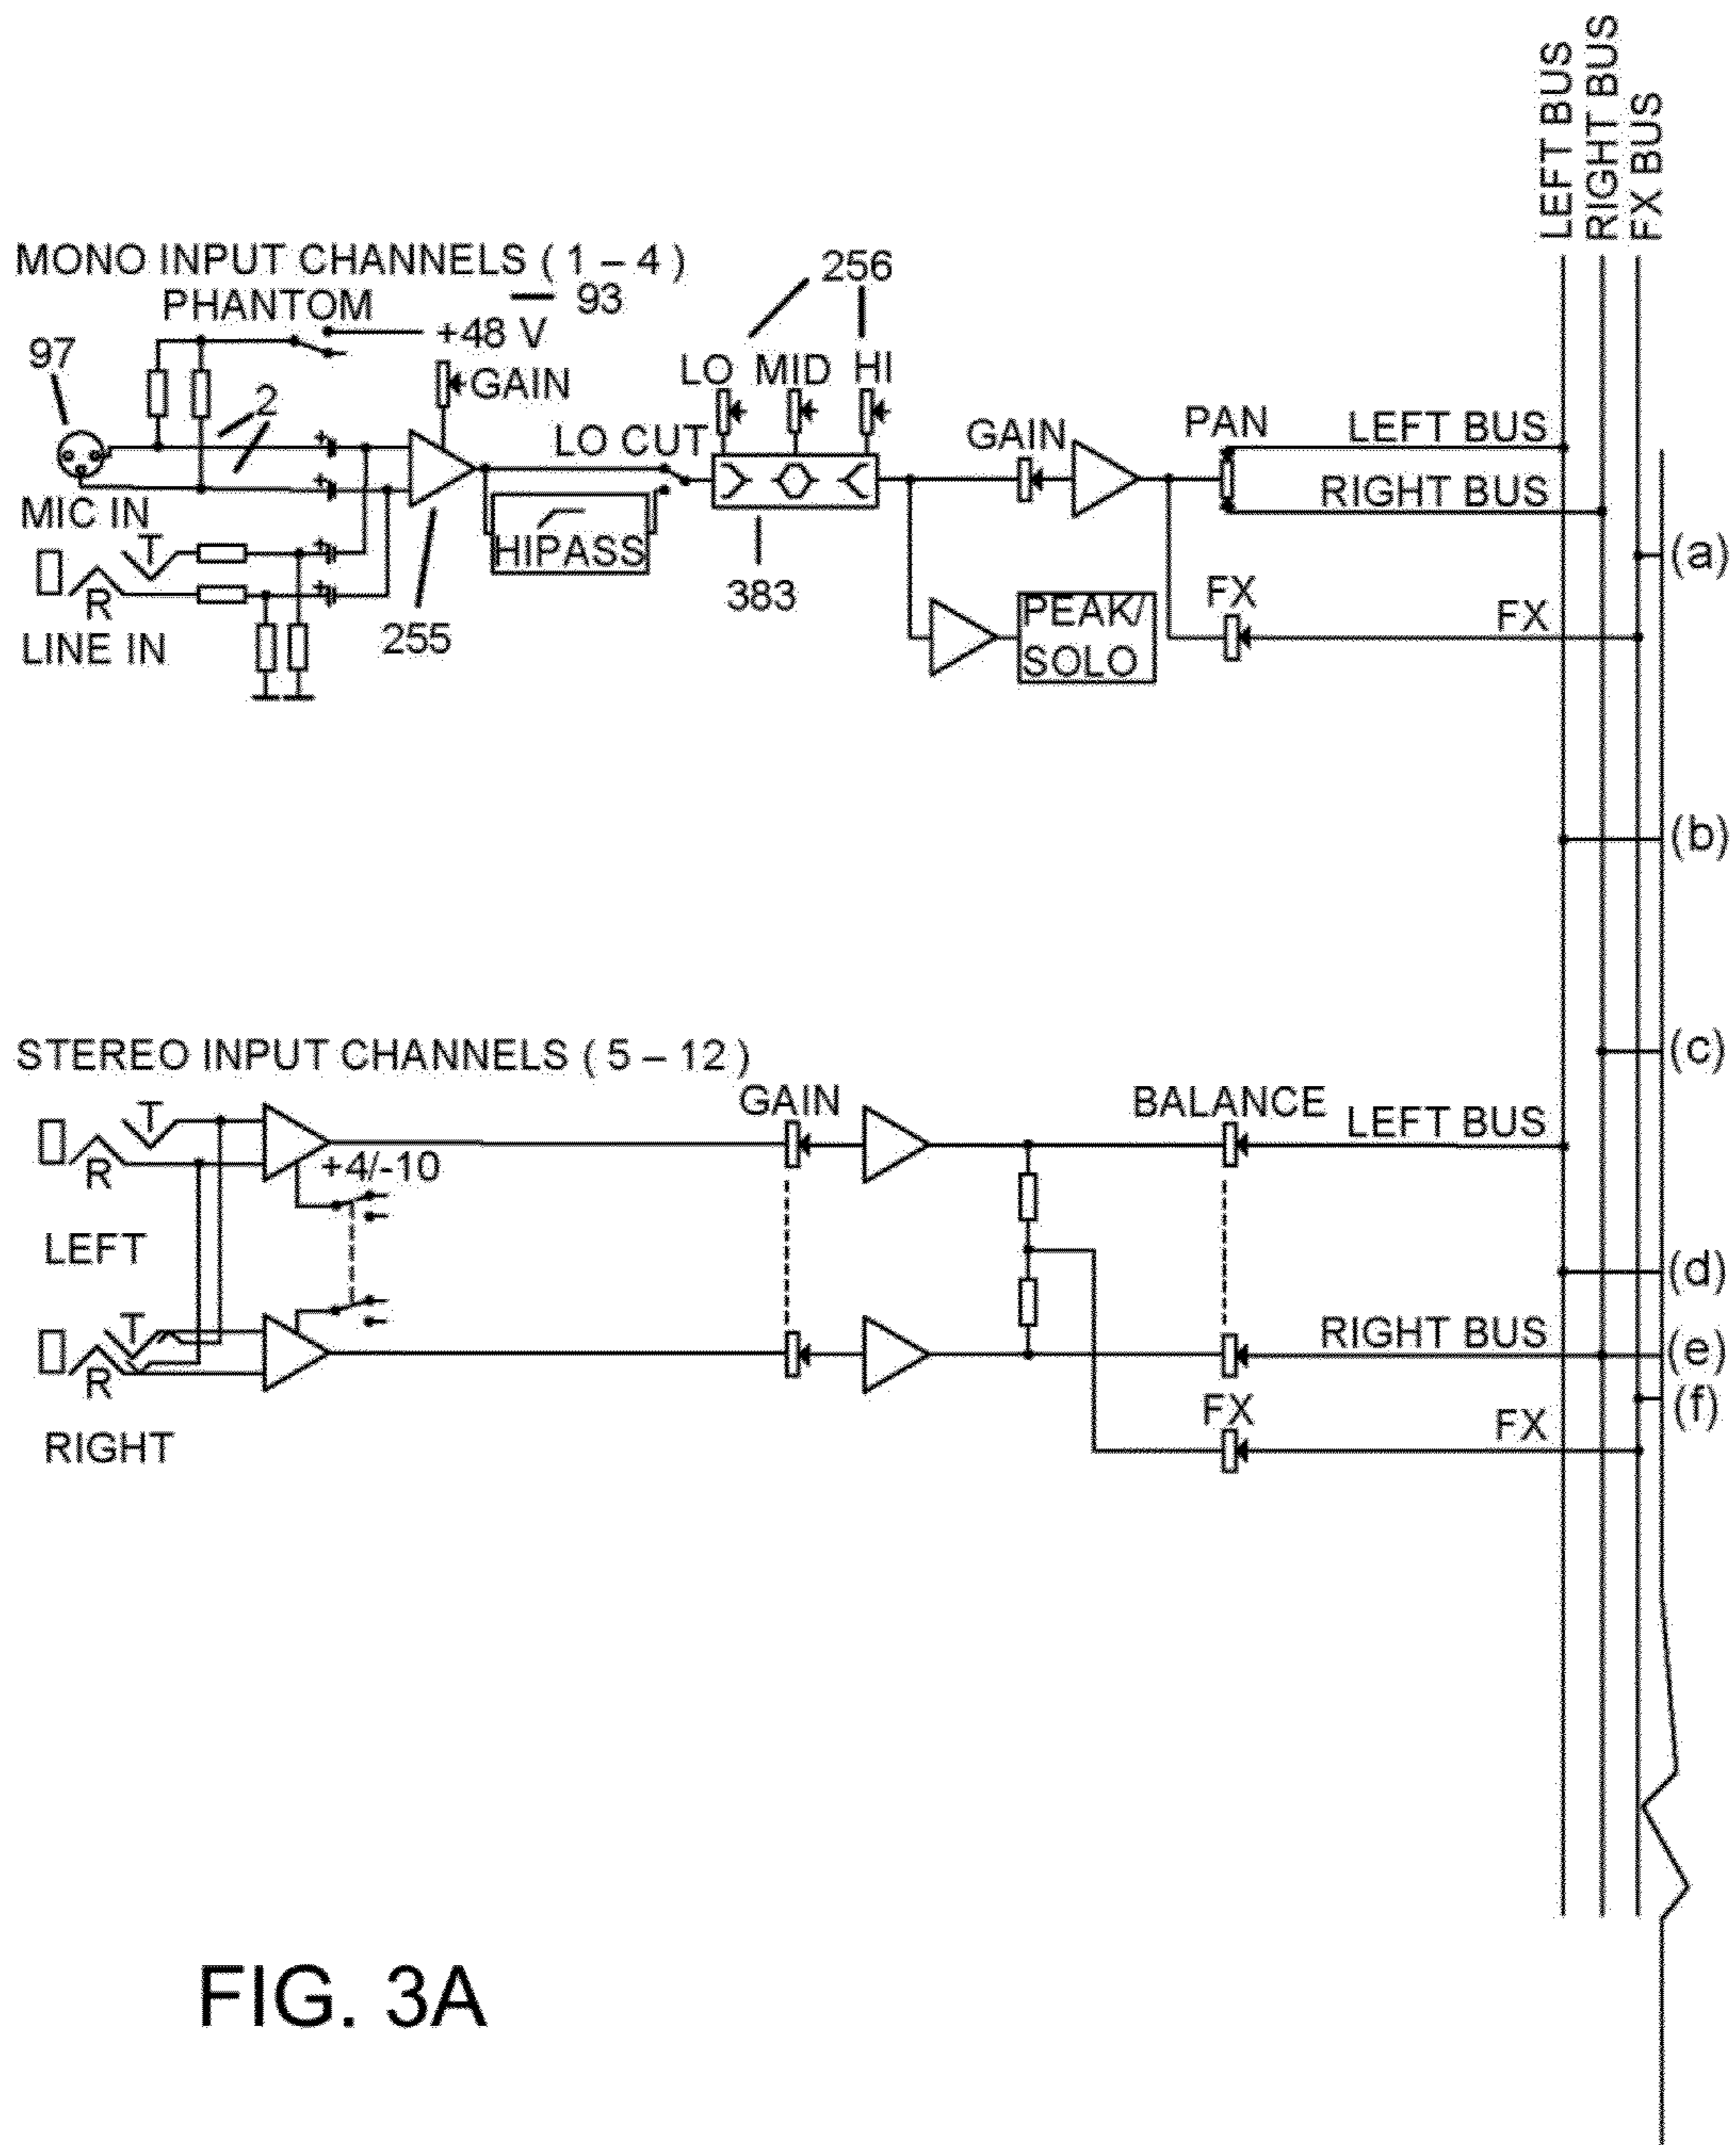 LEFT BUS
RIGHT BUS
FX BUS
MONO INPUT CHANNELS ( 1 – 4 )
PHANTOM
93
+48 V
256
97
2
GAIN
LO MID HI
LO CUT
GAIN
PAN
LEFT BUS
RIGHT BUS
MIC IN
T
R
HIPASS
(a)
LINE IN
255
383
PEAK/
SOLO
FX
FX
(b)
(c)
STEREO INPUT CHANNELS ( 5 – 12 )
GAIN
BALANCE
LEFT BUS
T
R
+4/-10
LEFT
(d)
T
R
RIGHT BUS
(e)
(f)
FX
FX
RIGHT
FIG. 3A